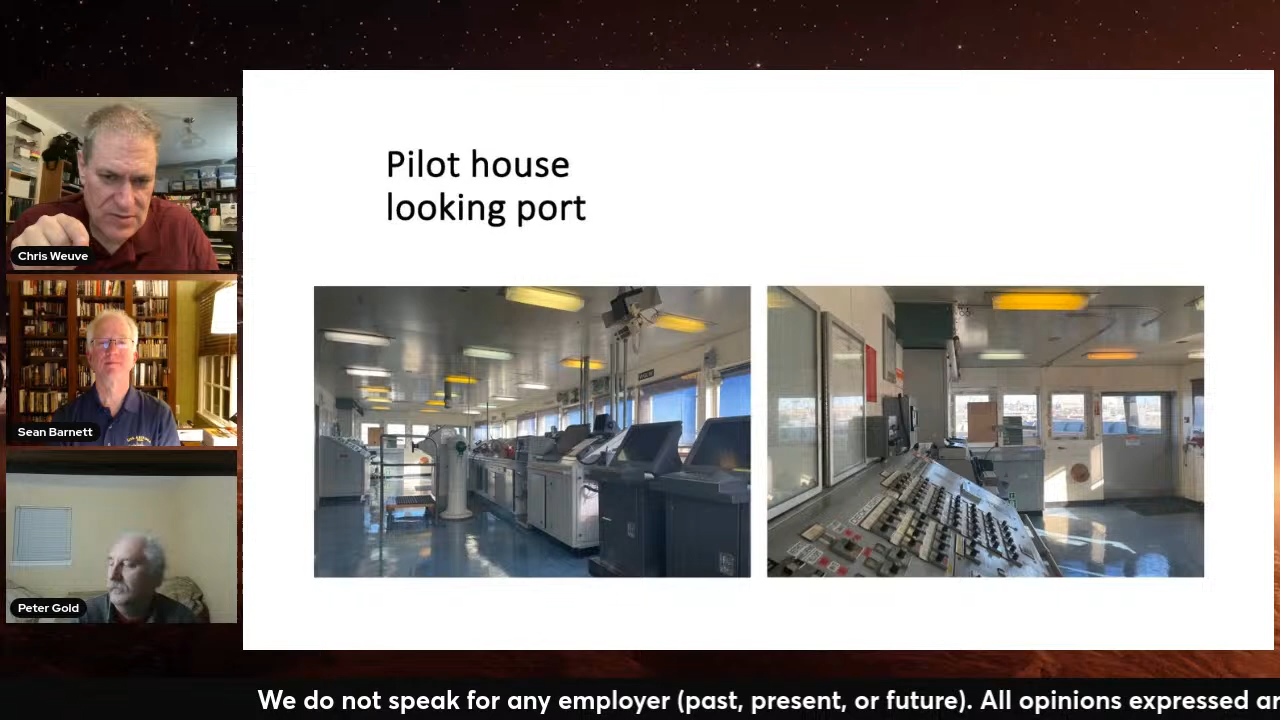 Pilot house
looking port
Chris Weuve
Sean Barnett
Peter Gold
We do not speak for any employer (past, present, or future). All opinions expressed